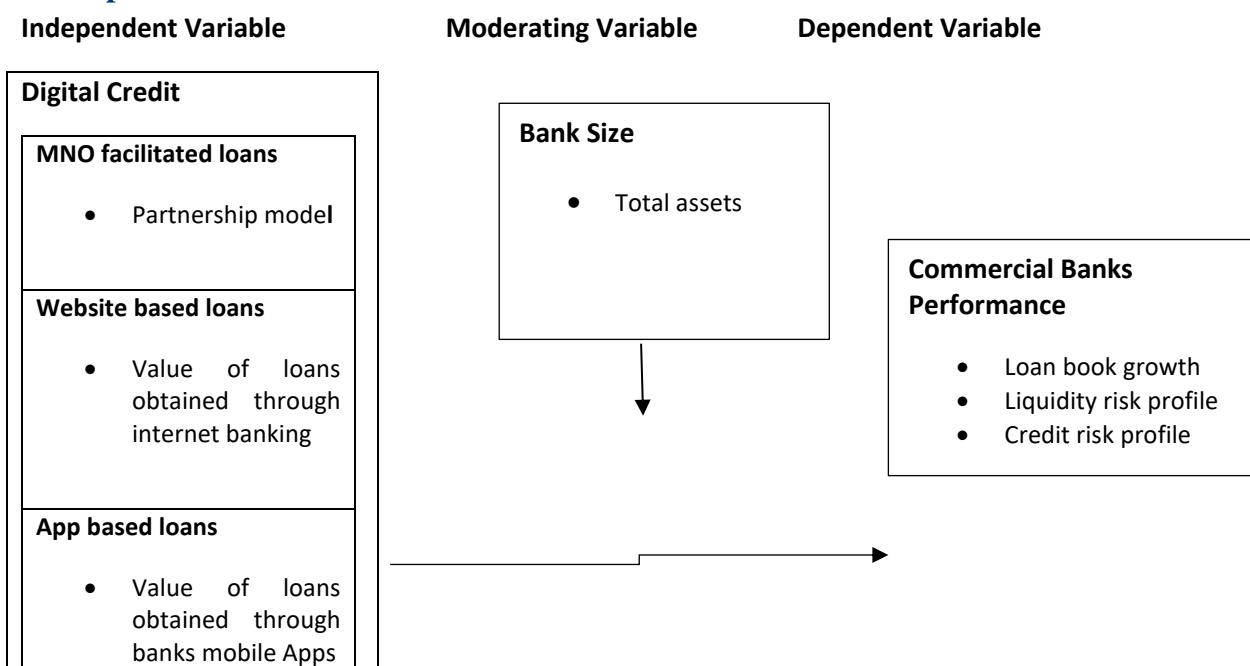 Independent Variable Moderating Variable Dependent Variable
Digital Credit
MNO facilitated loans
• Partnership model
Website based loans
• Value of loans
obtained through
internet banking
App based loans
• Value of loans
obtained through
banks mobile Apps
Bank Size
• Total assets
Commercial Banks
Performance
• Loan book growth
• Liquidity risk profile
• Credit risk profile